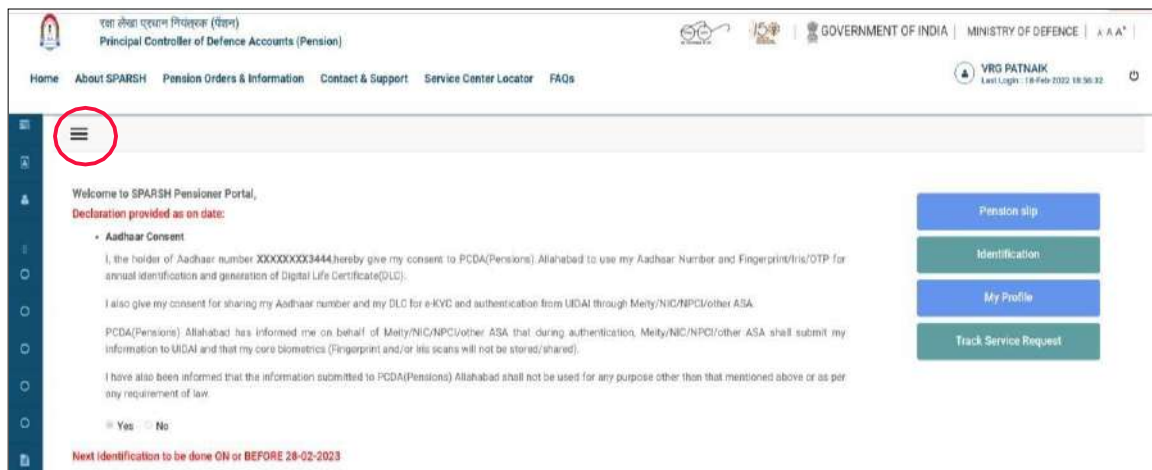 रक्षा लेखा प्रधान नियंत्रक (पेंशन)
Principal Controller of Defence Accounts (Pension)
GOVERNMENT OF INDIA | MINISTRY OF DEFENCE | A A A+ |
Home About SPARSH Pension Orders & Information Contact & Support Service Center Locator FAQs
VRG PATNAIK
Last Login : 18-Feb-2022 18:56:32
Welcome to SPARSH Pensioner Portal,
Declaration provided as on date:
• Aadhaar Consent
I, the holder of Aadhaar number XXXXXXXX3444,hereby give my consent to PCDA(Pensions) Allahabad to use my Aadhaar Number and Fingerprint/Iris/OTP for
annual identification and generation of Digital Life Certificate(DLC).
I also give my consent for sharing my Aadhaar number and my DLC for e-KYC and authentication from UIDAI through Meity/NIC/NPCI/other ASA
PCDA(Pensions) Allahabad has informed me on behalf of Meity/NIC/NPCI/other ASA that during authentication, Meity/NIC/NPCI/other ASA shall submit my
information to UIDAI and that my core biometrics (Fingerprint and/or Iris scans will not be stored/shared).
I have also been informed that the information submitted to PCDA(Pensions) Allahabad shall not be used for any purpose other than that mentioned above or as per
any requirement of law.
Yes No
Next Identification to be done ON or BEFORE 28-02-2023
Pension slip
Identification
My Profile
Track Service Request